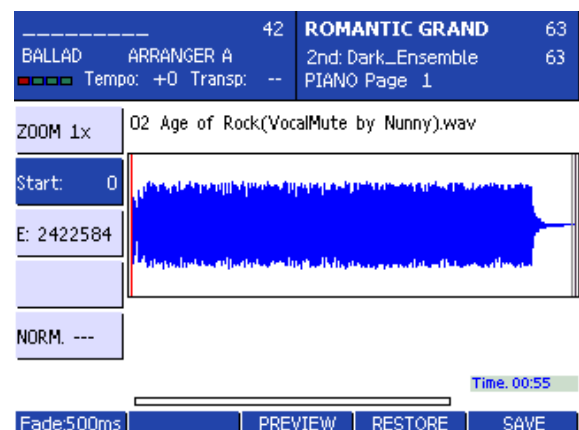 __________ 42
BALLAD ARRANGER A
Tempo: +0 Transp: --
ROMANTIC GRAND 63
2nd: Dark_Ensemble 63
PIANO Page 1
ZOOM 1x
02 Age of Rock(VocalMute by Nunny).wav
Start: 0
E: 2422584
NORM. ---
Time. 00:55
Fade:500ms PREVIEW RESTORE SAVE